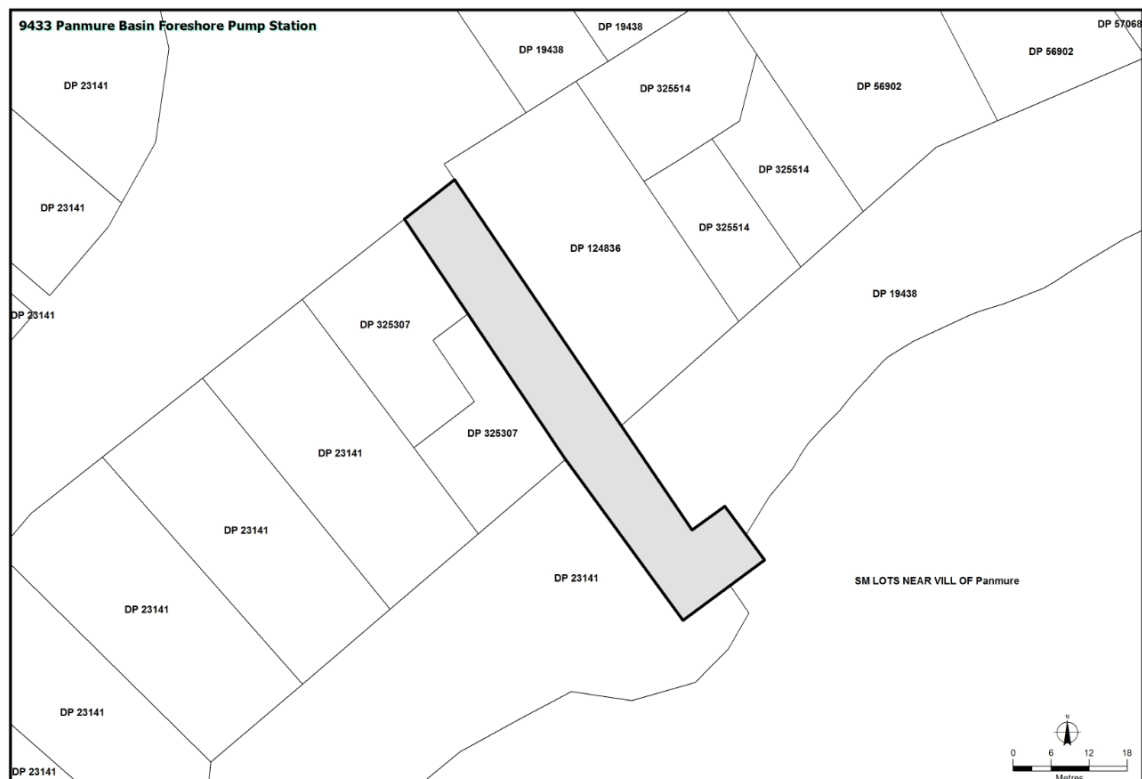 9433 Panmure Basin Foreshore Pump Station
DP 19438
DP 19438
DP 57068
DP 56902
DP 23141
DP 325514
DP 56902
DP 325514
DP 23141
DP 325514
DP 124836
DP 19438
DP 23141
DP 325307
DP 325307
DP 23141
DP 23141
DP 23141
DP 23141
SM LOTS NEAR VILL OF Panmure
DP 23141
DP 23141
N
0 6 12 18
Metres